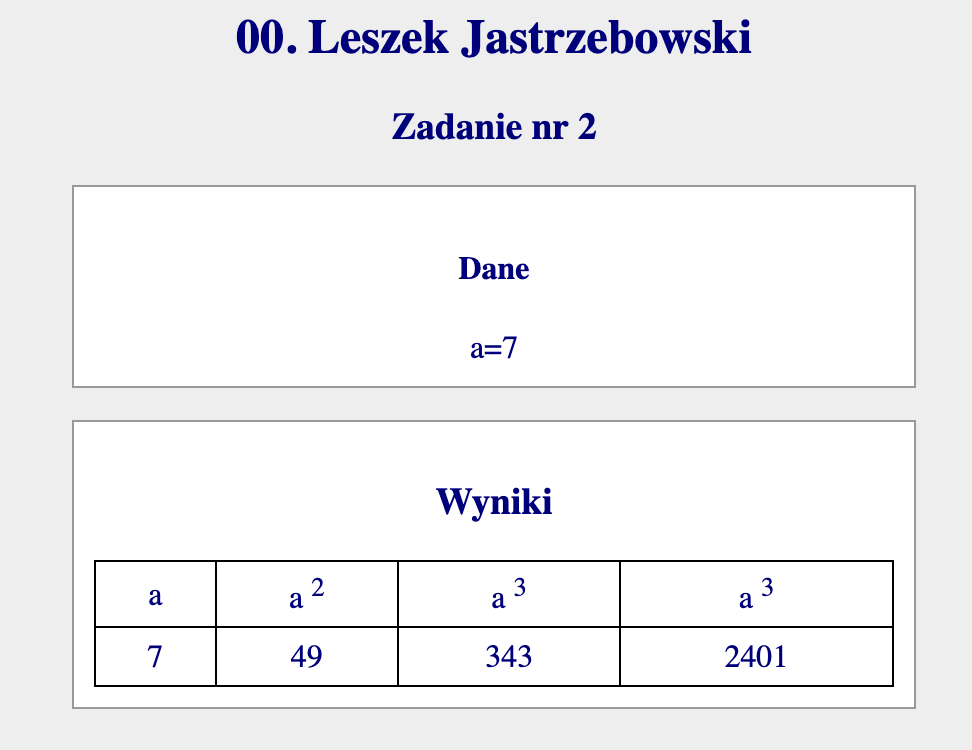 00. Leszek Jastrzebowski
Zadanie nr 2
Dane
a=7
Wyniki
a a 2 a 3 a 3
7 49 343 2401